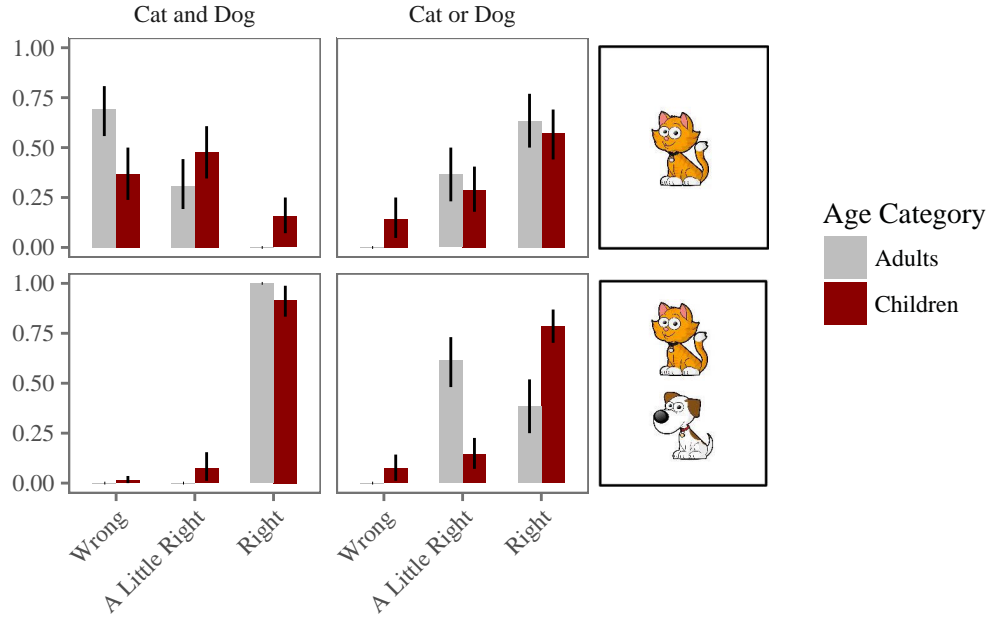 Cat and Dog
Cat or Dog
1.00
0.75
0.50
0.25
0.00
1.00
0.75
0.50
0.25
0.00
Wrong
A Little Right
Right
Wrong
A Little Right
Right
Age Category
Adults
Children